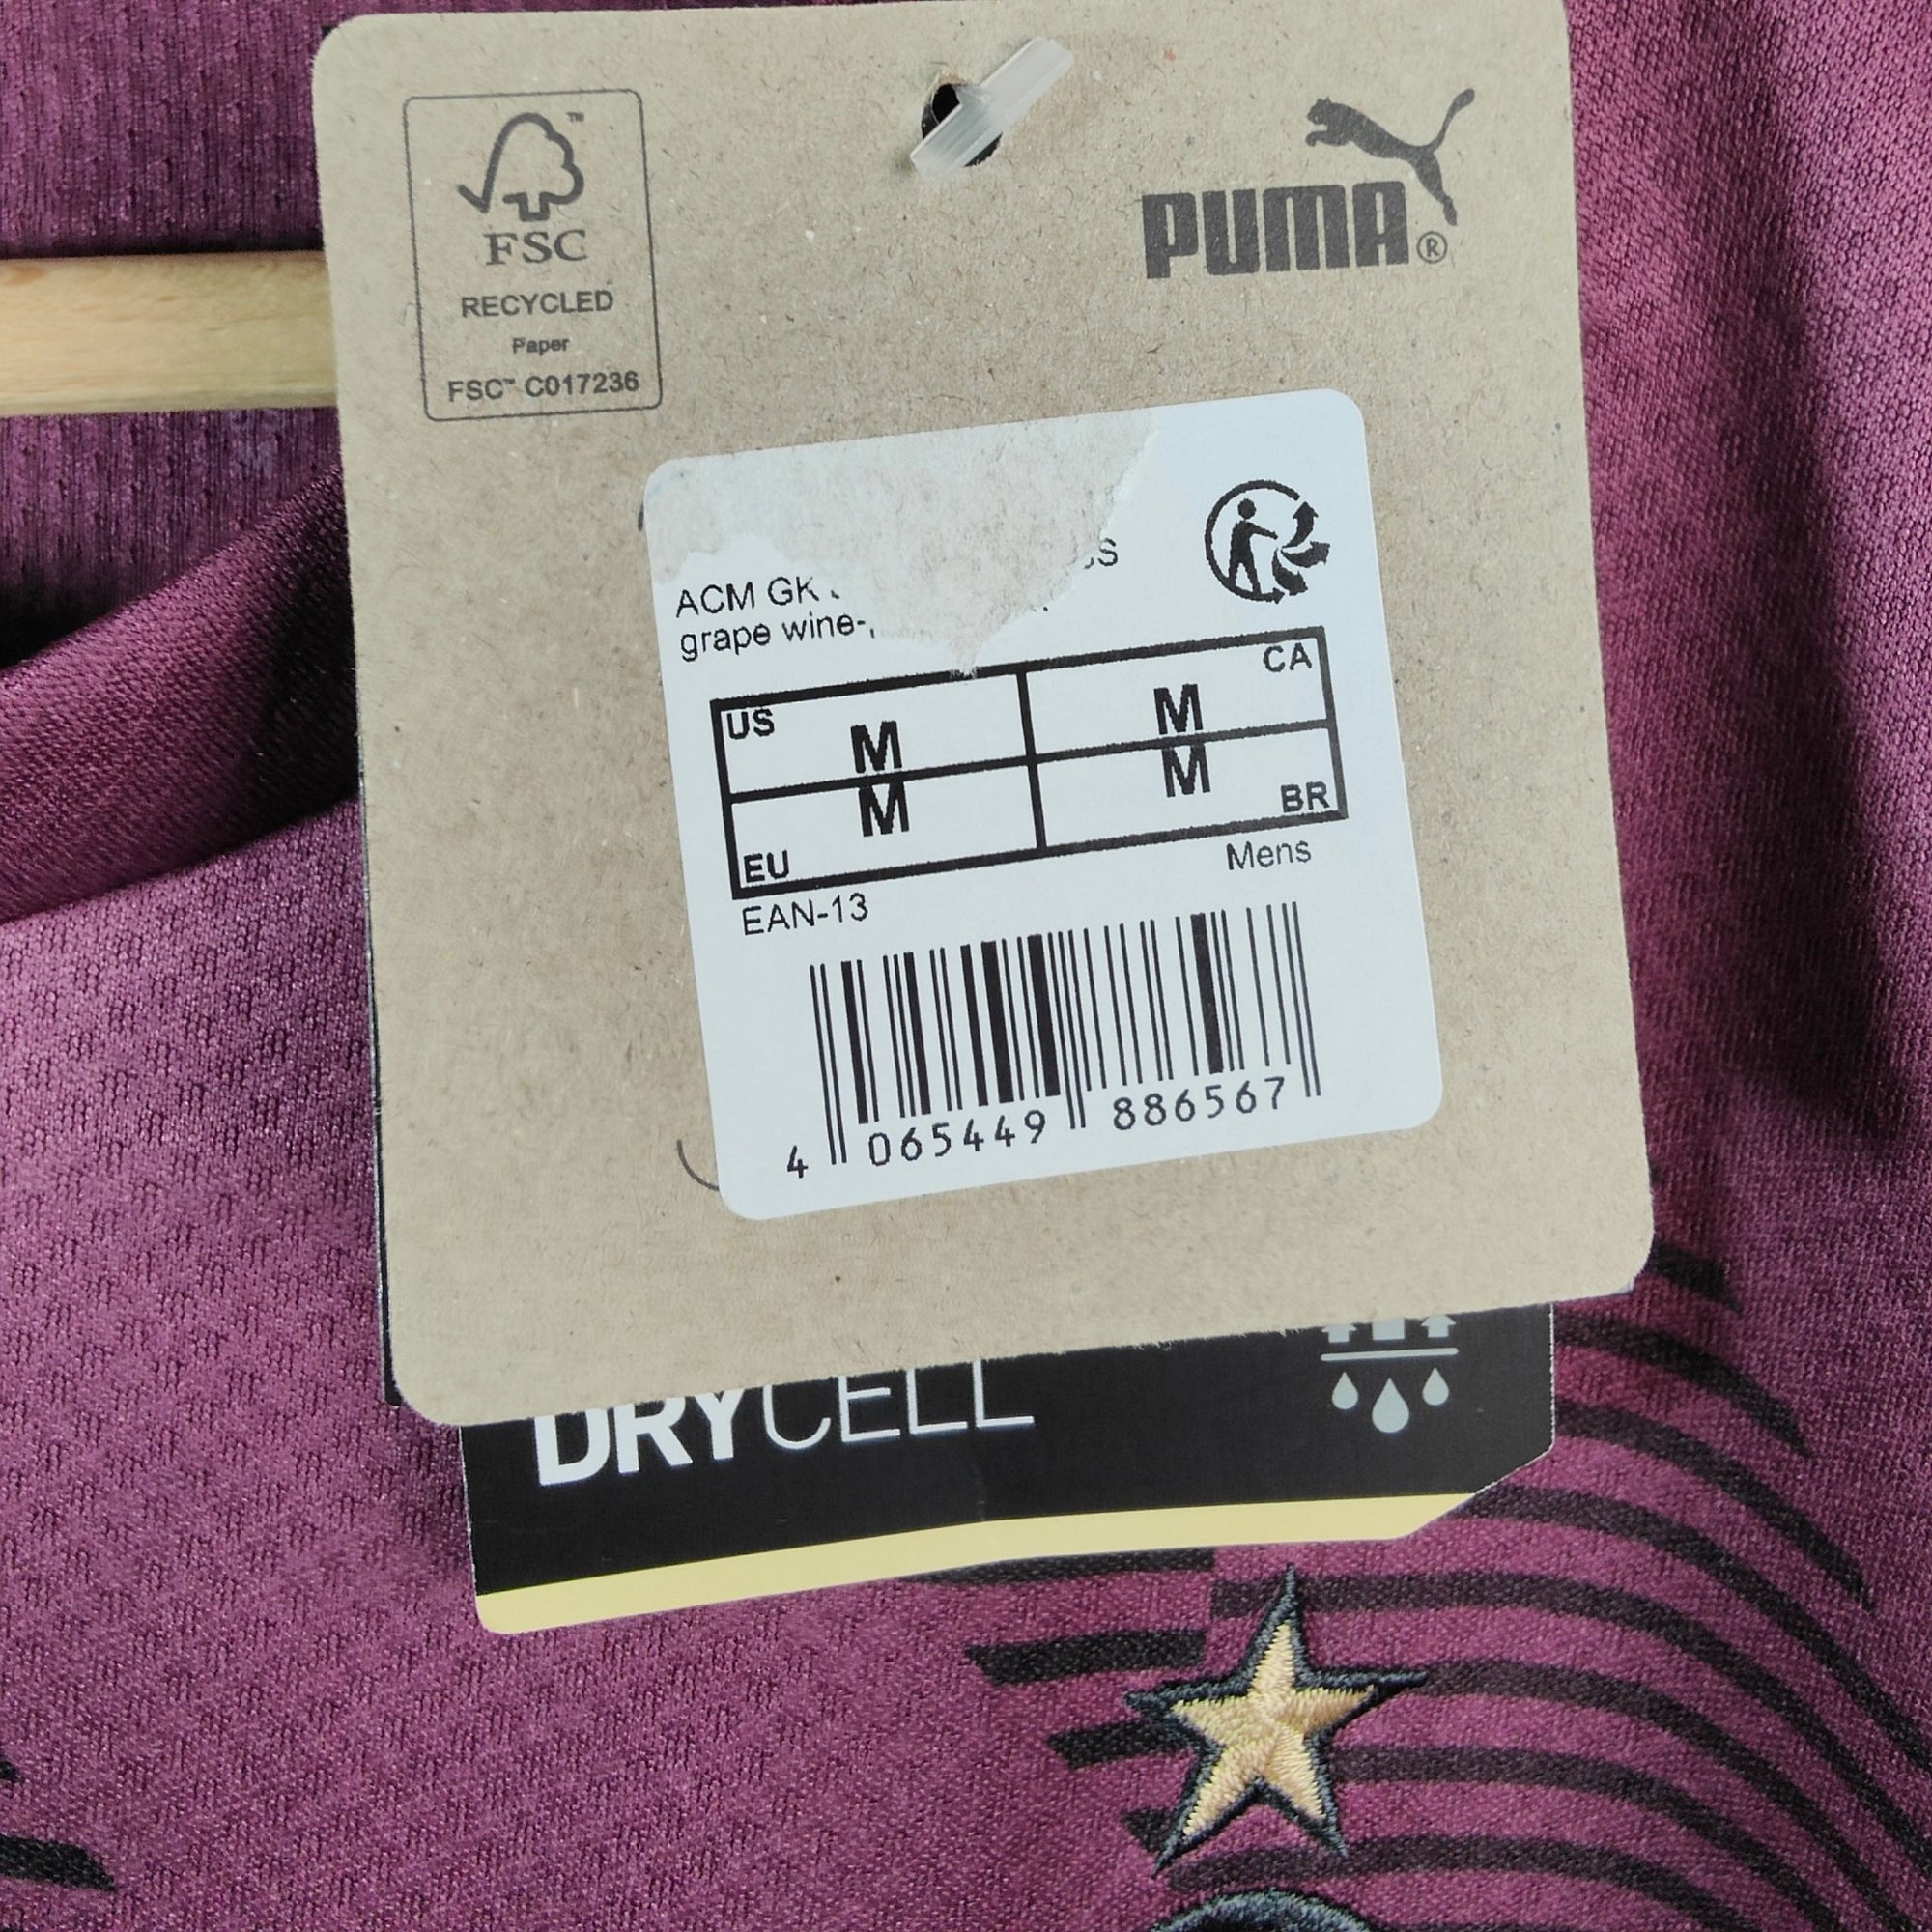 FSC™
RECYCLED
Paper
FSC™ C017236
PUMA®
ACM GK
grape wine-
US M
M CA
EU M
M BR
Mens
EAN-13
4 065449 886567
DRYCELL